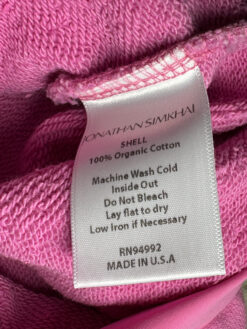 JONATHAN SIMKHAI
SHELL
100% Organic Cotton
Machine Wash Cold
Inside Out
Do Not Bleach
Lay flat to dry
Low Iron if Necessary
RN94992
MADE IN U.S.A